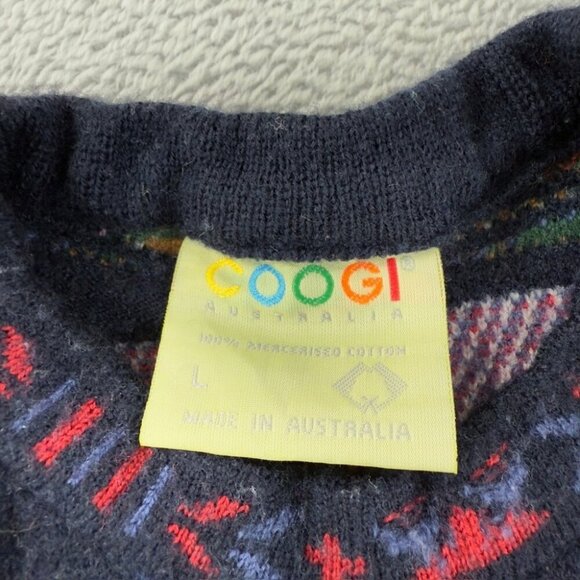 COOGI®
AUSTRALIA
100% MERCERISED COTTON
L
MADE IN AUSTRALIA